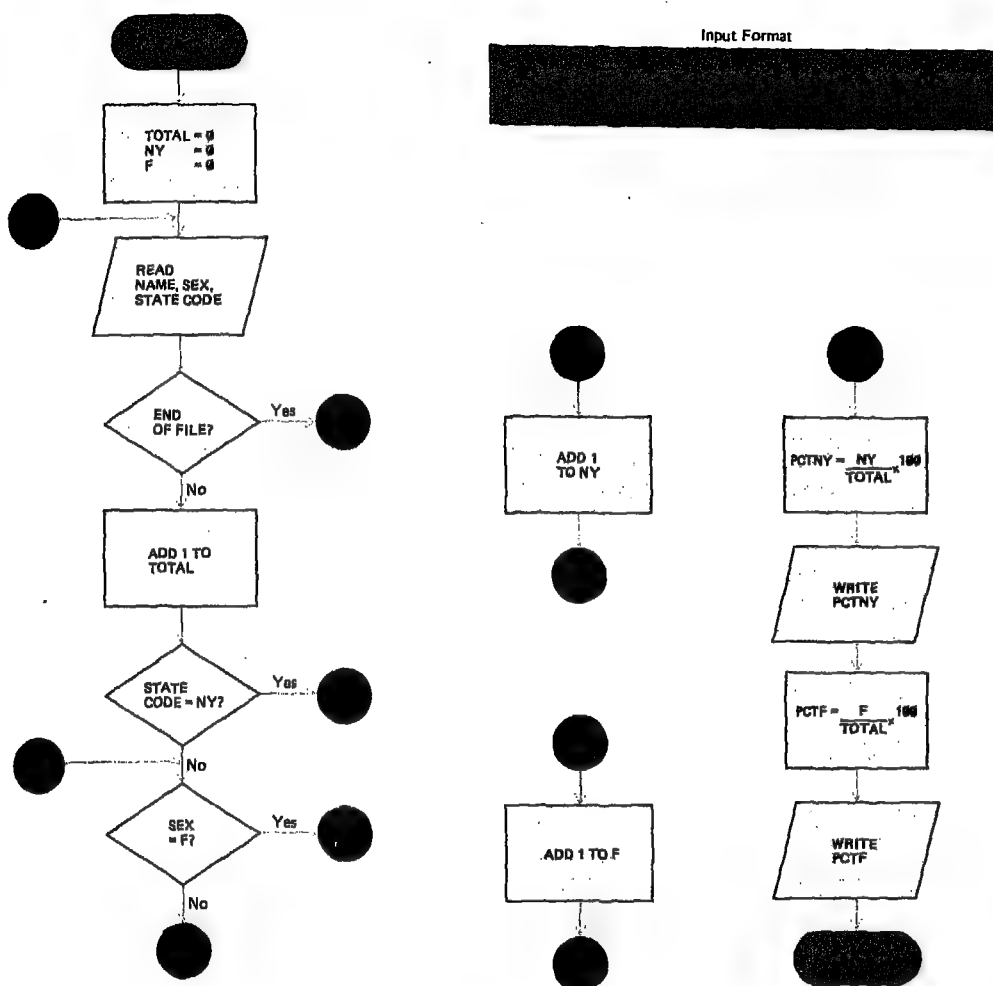 Input Format
TOTAL = 0
NY = 0
F = 0
READ
NAME, SEX,
STATE CODE
END
OF FILE?
Yes
No
ADD 1 TO
TOTAL
STATE
CODE = NY?
Yes
No
SEX
= F?
Yes
No
ADD 1
TO NY
ADD 1 TO F
PCTNY = NY / TOTAL × 100
WRITE
PCTNY
PCTF = F / TOTAL × 100
WRITE
PCTF